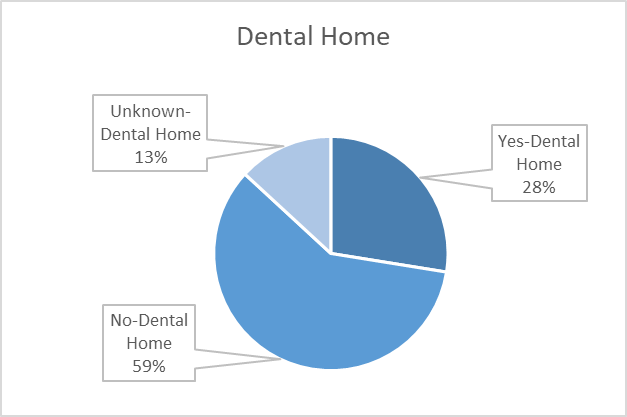 Dental Home
Unknown-
Dental Home
13%
Yes-Dental
Home
28%
No-Dental
Home
59%